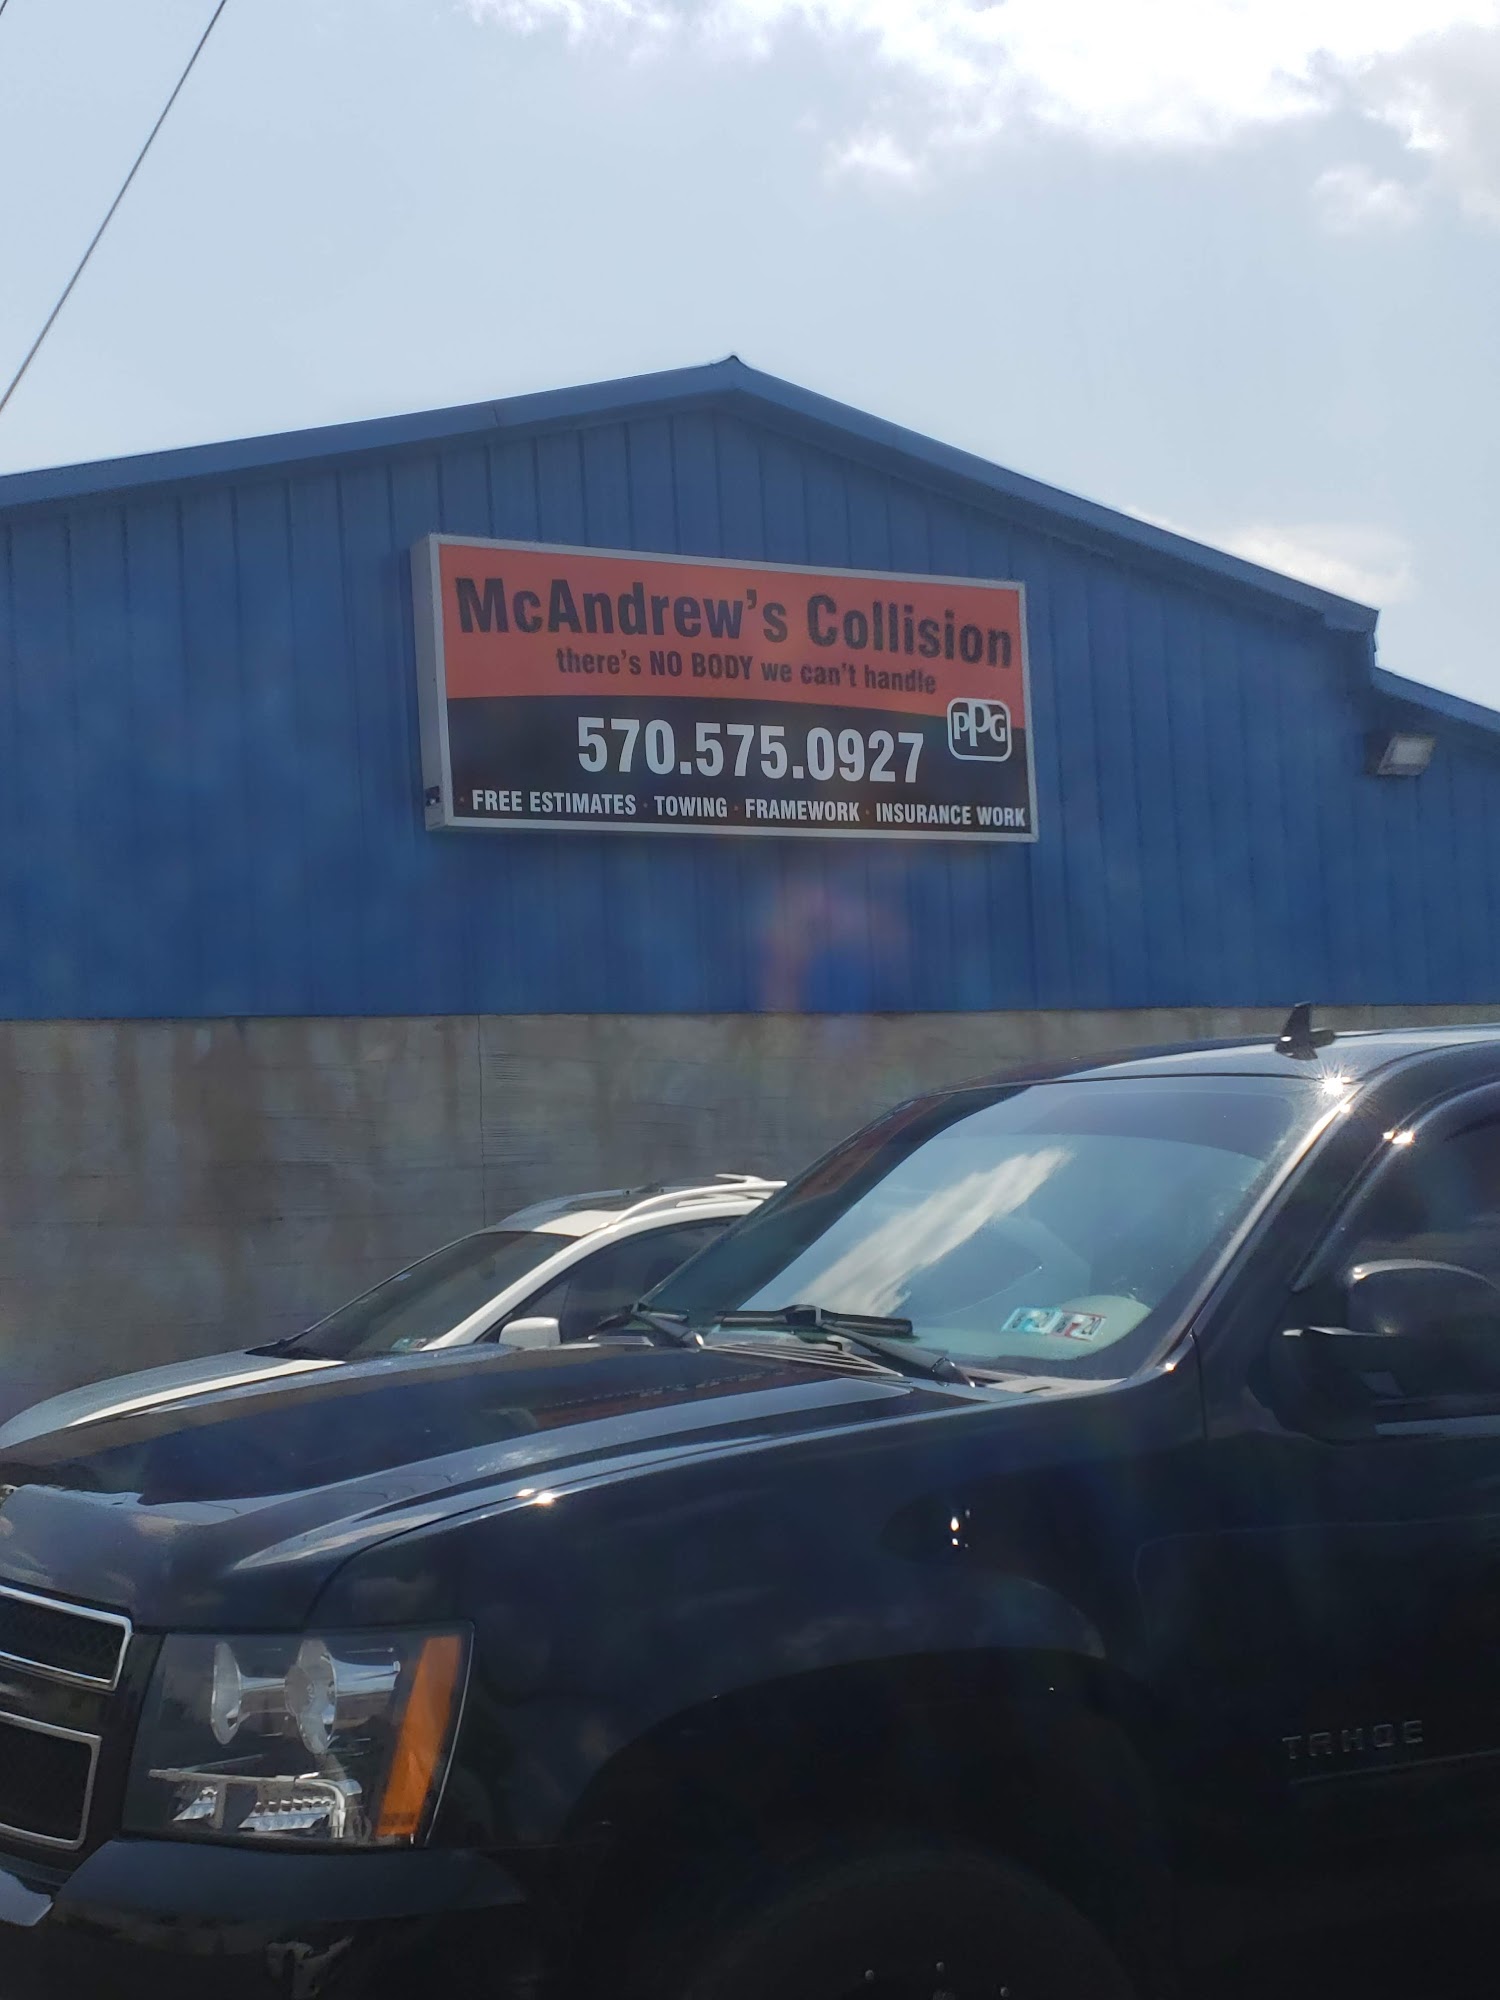 McAndrew's Collision
there's NO BODY we can't handle
PPG
570.575.0927
· FREE ESTIMATES · TOWING · FRAMEWORK · INSURANCE WORK
TAHOE